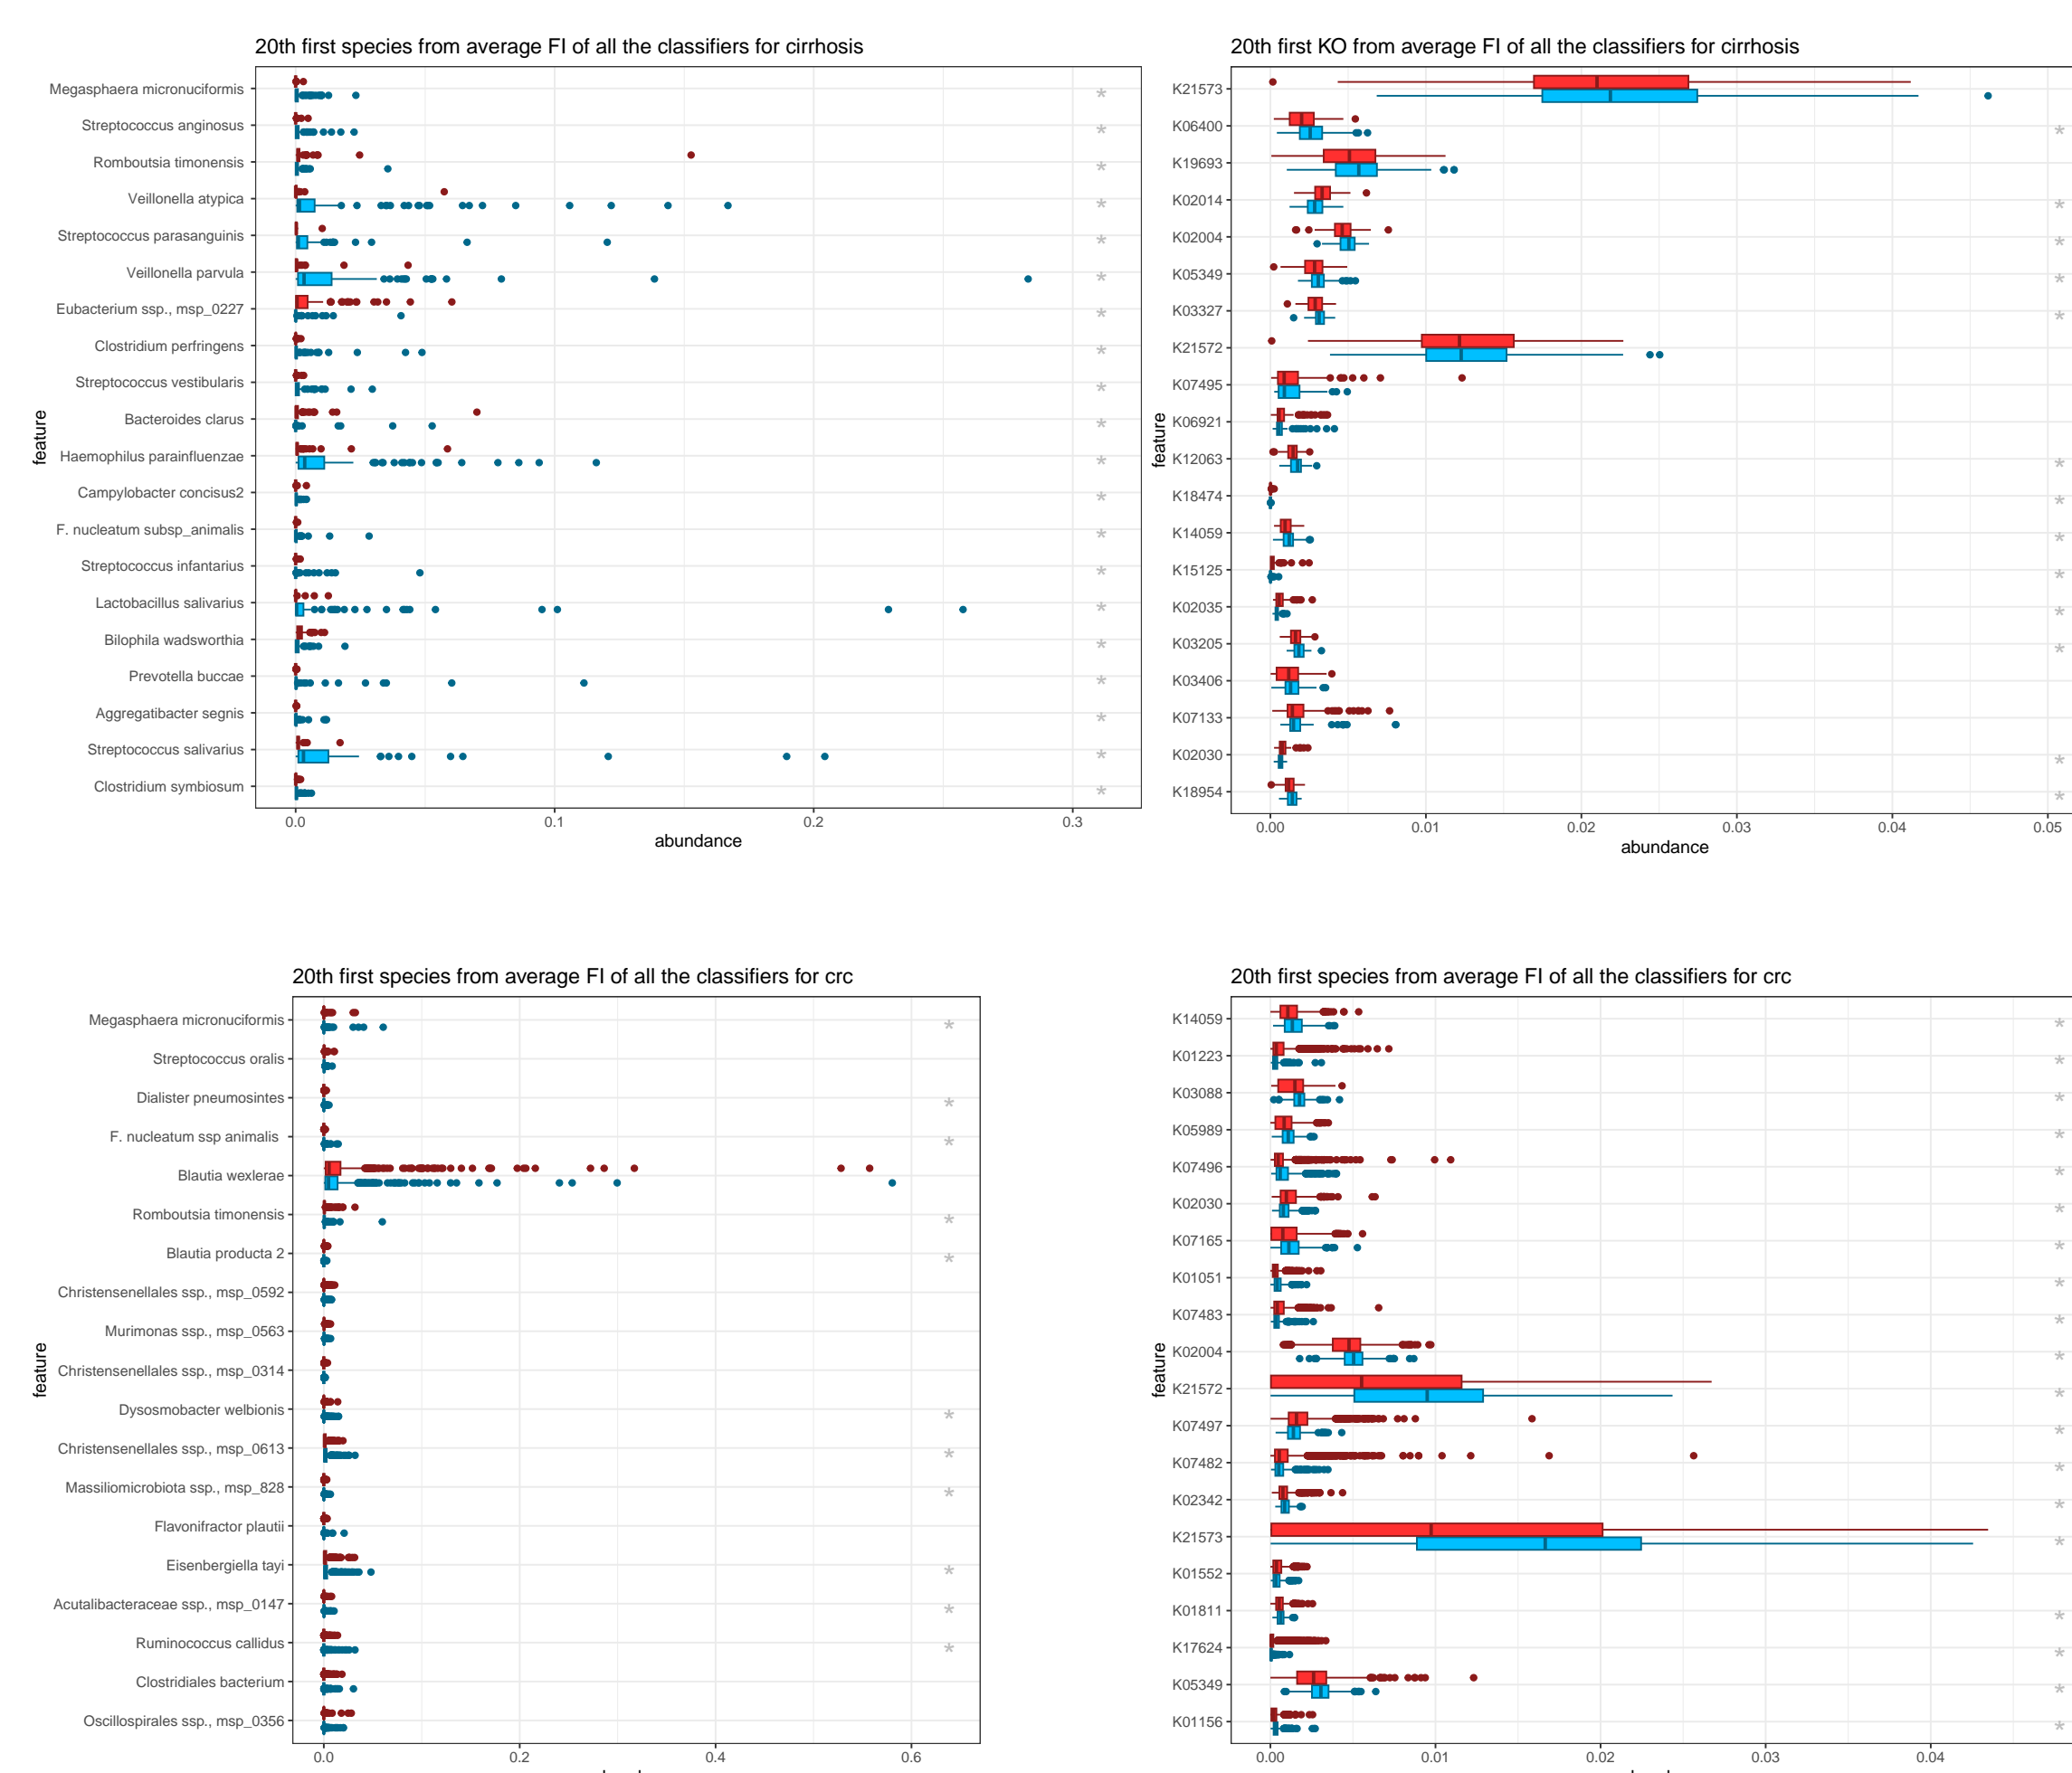 20th first species from average FI of all the classifiers for cirrhosis
feature
Megasphaera micronuciformis *
Streptococcus anginosus *
Romboutsia timonensis *
Veillonella atypica *
Streptococcus parasanguinis *
Veillonella parvula *
Eubacterium ssp., msp_0227 *
Clostridium perfringens *
Streptococcus vestibularis *
Bacteroides clarus *
Haemophilus parainfluenzae *
Campylobacter concisus2 *
F. nucleatum subsp_animalis *
Streptococcus infantarius *
Lactobacillus salivarius *
Bilophila wadsworthia *
Prevotella buccae *
Aggregatibacter segnis *
Streptococcus salivarius *
Clostridium symbiosum *
0.0 0.1 0.2 0.3
abundance
20th first KO from average FI of all the classifiers for cirrhosis
feature
K21573
K06400 *
K19693
K02014 *
K02004 *
K05349 *
K03327 *
K21572
K07495
K06921
K12063 *
K18474 *
K14059 *
K15125 *
K02035 *
K03205 *
K03406
K07133
K02030 *
K18954 *
0.00 0.01 0.02 0.03 0.04 0.05
abundance
20th first species from average FI of all the classifiers for crc
feature
Megasphaera micronuciformis *
Streptococcus oralis
Dialister pneumosintes *
F. nucleatum ssp animalis *
Blautia wexlerae
Romboutsia timonensis *
Blautia producta 2 *
Christensenellales ssp., msp_0592
Murimonas ssp., msp_0563
Christensenellales ssp., msp_0314
Dysosmobacter welbionis *
Christensenellales ssp., msp_0613 *
Massiliomicrobiota ssp., msp_828 *
Flavonifractor plautii
Eisenbergiella tayi *
Acutalibacteraceae ssp., msp_0147 *
Ruminococcus callidus *
Clostridiales bacterium
Oscillospirales ssp., msp_0356
0.0 0.2 0.4 0.6
20th first species from average FI of all the classifiers for crc
feature
K14059 *
K01223 *
K03088 *
K05989 *
K07496 *
K02030 *
K07165 *
K01051 *
K07483 *
K02004 *
K21572 *
K07497 *
K07482 *
K02342 *
K21573 *
K01552
K01811 *
K17624 *
K05349 *
K01156 *
0.00 0.01 0.02 0.03 0.04